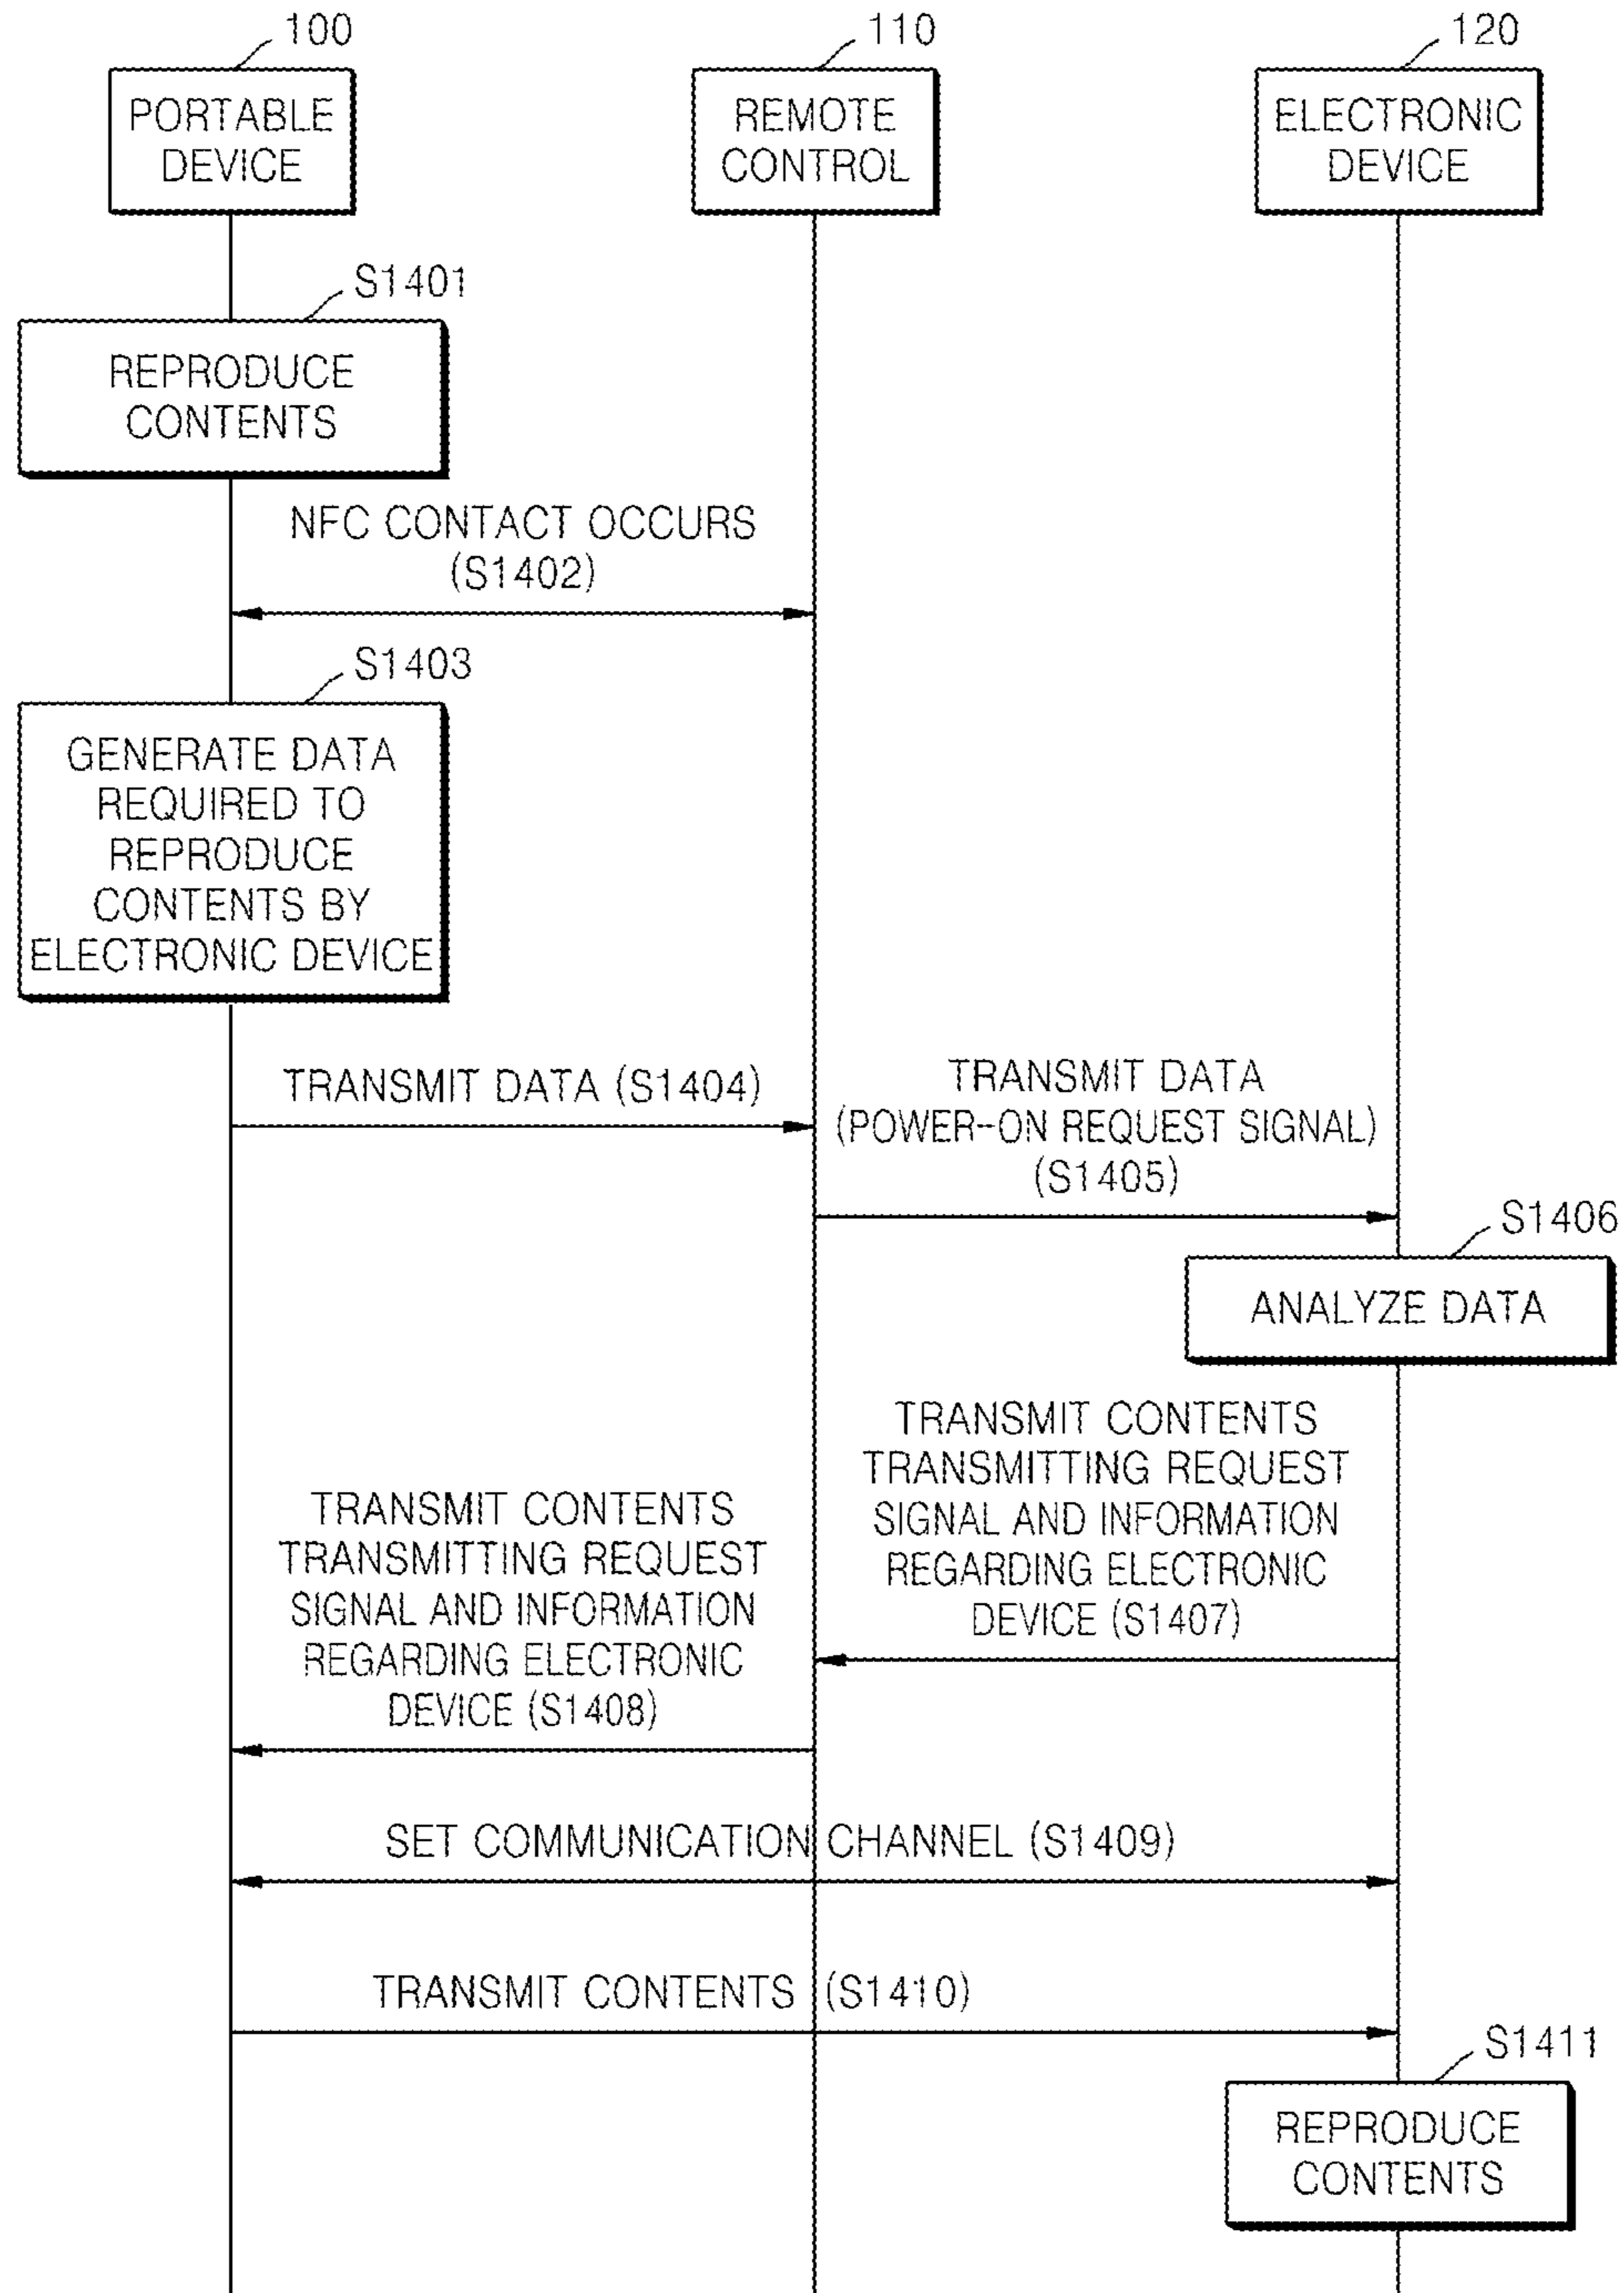 100
110
120
PORTABLE
DEVICE
REMOTE
CONTROL
ELECTRONIC
DEVICE
S1401
REPRODUCE
CONTENTS
NFC CONTACT OCCURS
(S1402)
S1403
GENERATE DATA
REQUIRED TO
REPRODUCE
CONTENTS BY
ELECTRONIC DEVICE
TRANSMIT DATA (S1404)
TRANSMIT DATA
(POWER-ON REQUEST SIGNAL)
(S1405)
S1406
ANALYZE DATA
TRANSMIT CONTENTS
TRANSMITTING REQUEST
SIGNAL AND INFORMATION
REGARDING ELECTRONIC
DEVICE (S1407)
TRANSMIT CONTENTS
TRANSMITTING REQUEST
SIGNAL AND INFORMATION
REGARDING ELECTRONIC
DEVICE (S1408)
SET COMMUNICATION CHANNEL (S1409)
TRANSMIT CONTENTS (S1410)
S1411
REPRODUCE
CONTENTS